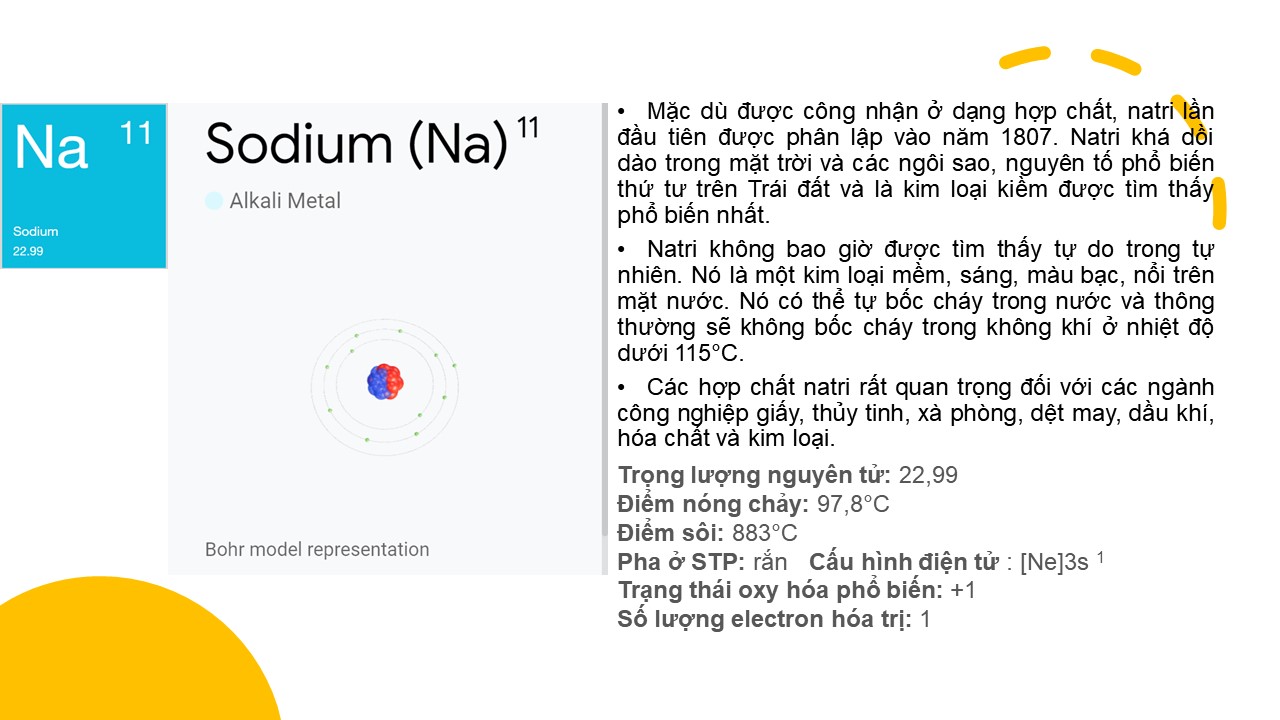 Na 11
Sodium
22.99
Sodium (Na) 11
Alkali Metal
Bohr model representation
• Mặc dù được công nhận ở dạng hợp chất, natri lần
đầu tiên được phân lập vào năm 1807. Natri khá dồi
dào trong mặt trời và các ngôi sao, nguyên tố phổ biến
thứ tư trên Trái đất và là kim loại kiềm được tìm thấy
phổ biến nhất.
• Natri không bao giờ được tìm thấy tự do trong tự
nhiên. Nó là một kim loại mềm, sáng, màu bạc, nổi trên
mặt nước. Nó có thể tự bốc cháy trong nước và thông
thường sẽ không bốc cháy trong không khí ở nhiệt độ
dưới 115°C.
• Các hợp chất natri rất quan trọng đối với các ngành
công nghiệp giấy, thủy tinh, xà phòng, dệt may, dầu khí,
hóa chất và kim loại.
Trọng lượng nguyên tử: 22,99
Điểm nóng chảy: 97,8°C
Điểm sôi: 883°C
Pha ở STP: rắn Cấu hình điện tử : [Ne]3s ¹
Trạng thái oxy hóa phổ biến: +1
Số lượng electron hóa trị: 1